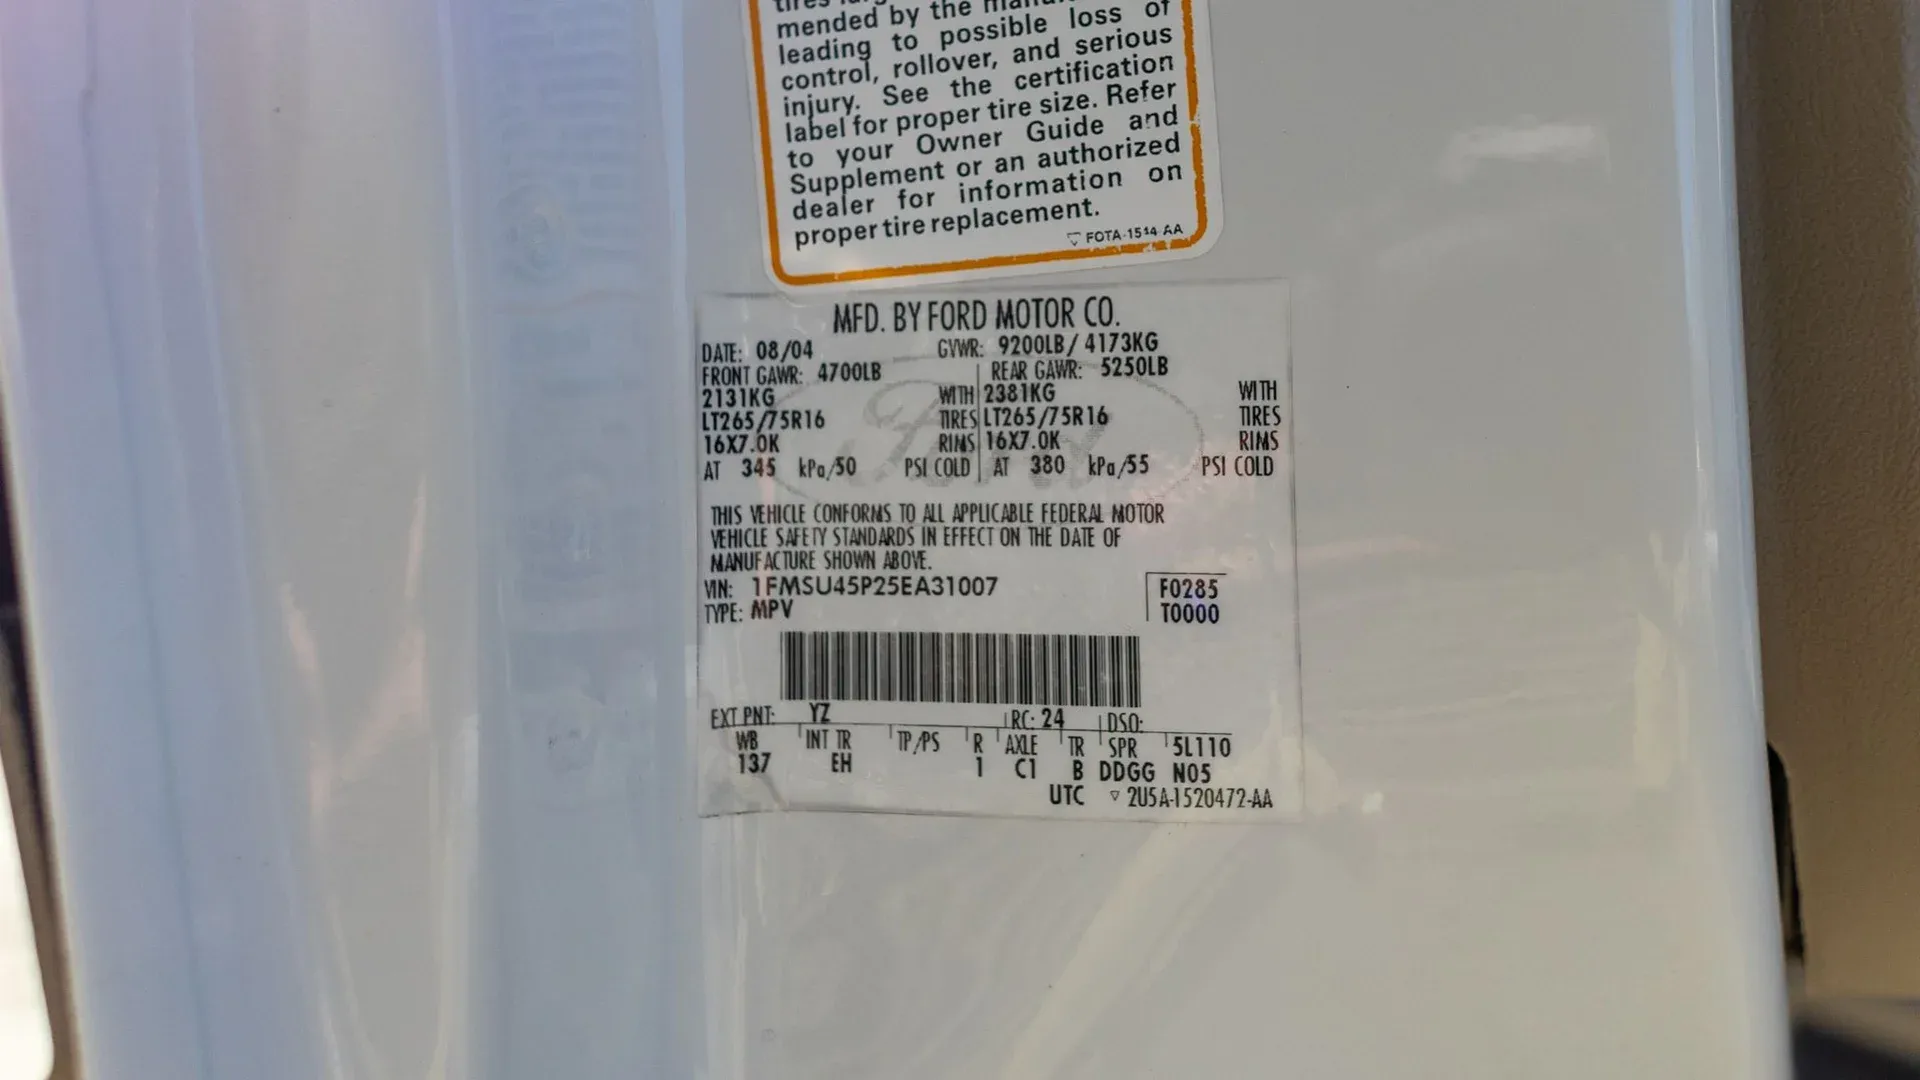 mended by the
leading to possible loss of
control, rollover, and serious
injury. See the certification
label for proper tire size. Refer
to your Owner Guide and
Supplement or an authorized
dealer for information on
proper tire replacement.
F0TA-1514-AA
MFD. BY FORD MOTOR CO.
DATE: 08/04 GVWR: 9200LB/ 4173KG
FRONT GAWR: 4700LB REAR GAWR: 5250LB
2131KG WITH 2381KG WITH
LT265/75R16 TIRES LT265/75R16 TIRES
16X7.0K RIMS 16X7.0K RIMS
AT 345 kPa/50 PSI COLD AT 380 kPa/55 PSI COLD
Ford
THIS VEHICLE CONFORMS TO ALL APPLICABLE FEDERAL MOTOR
VEHICLE SAFETY STANDARDS IN EFFECT ON THE DATE OF
MANUFACTURE SHOWN ABOVE.
VIN: 1FMSU45P25EA31007 F0285
TYPE: MPV T0000
EXT PNT: YZ RC: 24 DSO:
WB INT TR TP/PS R AXLE TR SPR 5L110
137 EH 1 C1 B DDGG N05
UTC 2U5A-1520472-AA